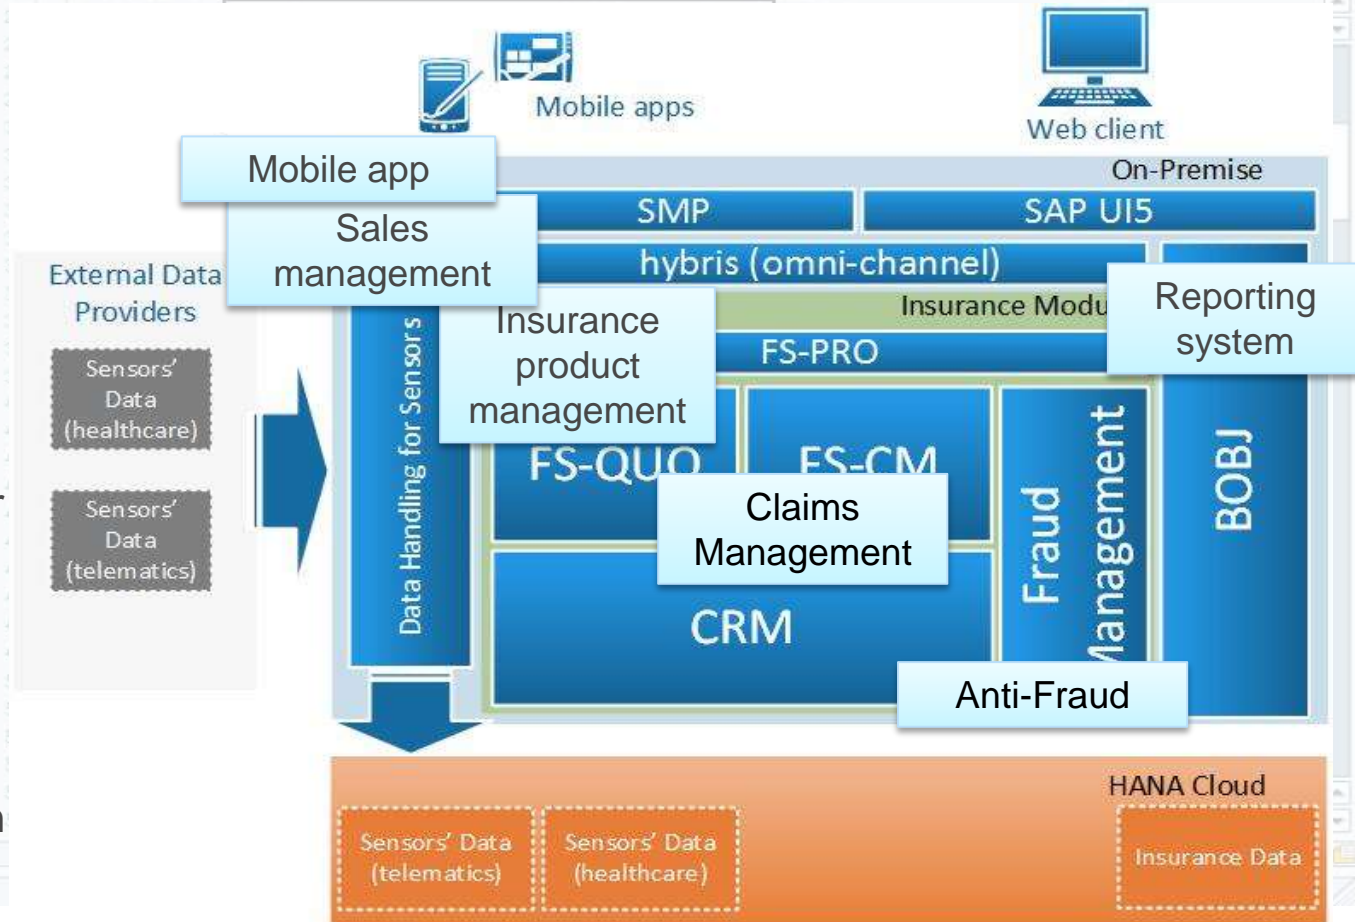 Mobile apps
Web client
On-Premise
Mobile app
SMP
SAP UI5
Sales
management
hybris (omni-channel)
External Data
Providers
Insurance
product
management
Insurance Modu
Reporting
system
FS-PRO
Sensors'
Data
(healthcare)
Sensors'
Data
(telematics)
Data Handling for Sensors
FS-QUO
FS-CM
Claims
Management
Fraud
Management
BOBJ
CRM
Anti-Fraud
HANA Cloud
Sensors' Data
(telematics)
Sensors' Data
(healthcare)
Insurance Data